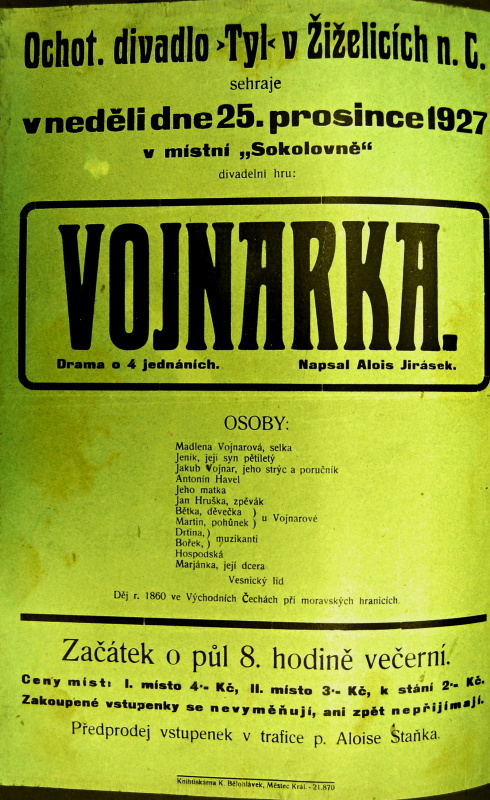 Ochot. divadlo ›Tyl‹ v Žiželicích n. C.
sehraje
v neděli dne 25. prosince 1927
v místní „Sokolovně“
divadelní hru:
VOJNARKA.
Drama o 4 jednáních. Napsal Alois Jirásek.
OSOBY:
Madlena Vojnarová, selka
Jeník, její syn pětiletý
Jakub Vojnar, jeho strýc a poručník
Antonín Havel
Jeho matka
Jan Hruška, zpěvák
Bětka, děvečka )
Martin, pohůnek ) u Vojnarové
Drtina, )
Bořek, ) muzikanti
Hospodská
Marjánka, její dcera
Vesnický lid
Děj r. 1860 ve Východních Čechách při moravských hranicích.
Začátek o půl 8. hodině večerní.
Ceny míst: I. místo 4·- Kč, II. místo 3·- Kč, k stání 2·- Kč.
Zakoupené vstupenky se nevyměňují, ani zpět nepřijímají.
Předprodej vstupenek v trafice p. Aloise Staňka.
Knihtiskárna K. Bělohlávek, Městec Král. - 21.870